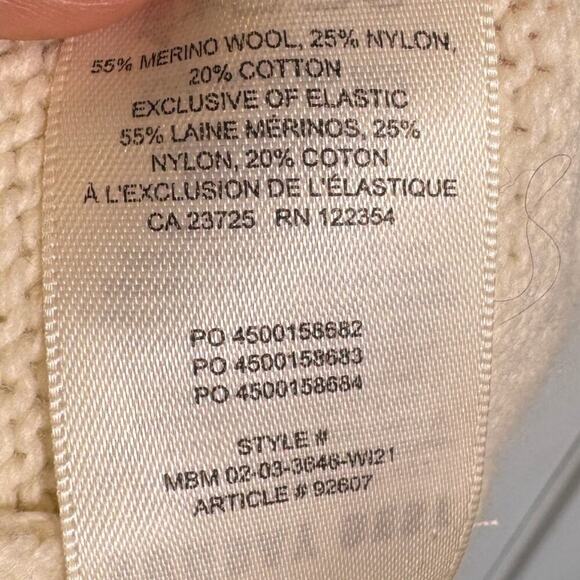 55% MERINO WOOL, 25% NYLON,
20% COTTON
EXCLUSIVE OF ELASTIC
55% LAINE MÉRINOS, 25%
NYLON, 20% COTON
À L'EXCLUSION DE L'ÉLASTIQUE
CA 23725 RN 122354
PO 4500158682
PO 4500158683
PO 4500158684
STYLE #
MBM 02-03-3646-WI21
ARTICLE # 92607